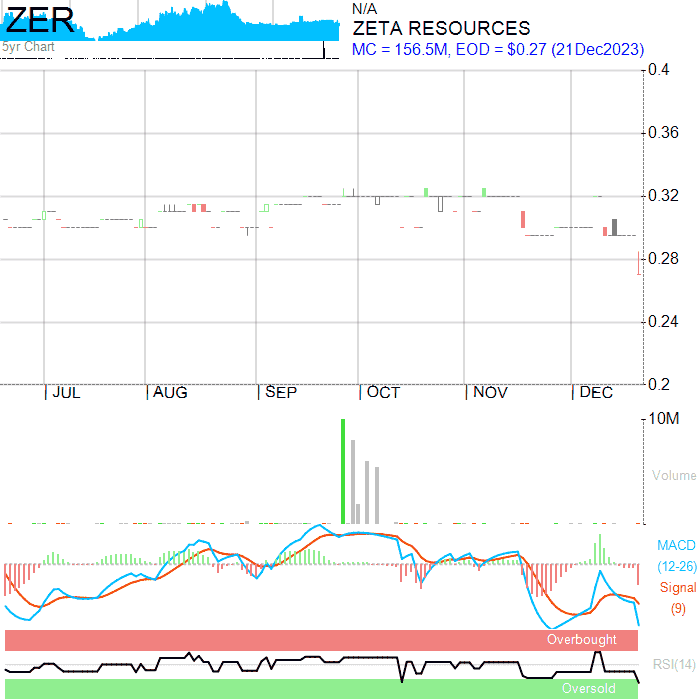 ZER
5yr Chart
N/A
ZETA RESOURCES
MC = 156.5M, EOD = $0.27 (21Dec2023)
0.4
0.36
0.32
0.28
0.24
0.2
JUL AUG SEP OCT NOV DEC
10M
Volume
MACD
(12-26)
Signal
(9)
Overbought
RSI(14)
Oversold